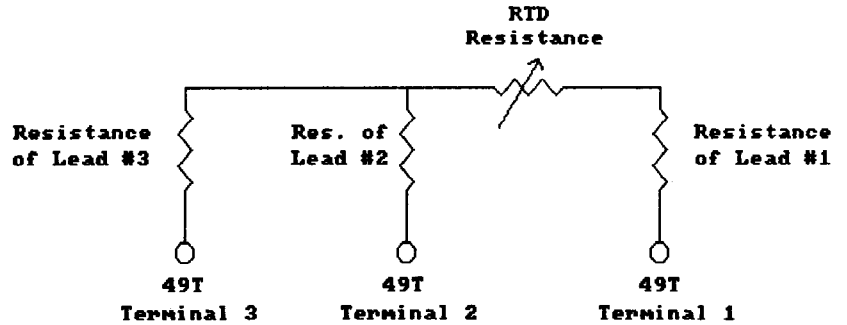 RTD
Resistance
Resistance
of Lead #3
Res. of
Lead #2
Resistance
of Lead #1
49T
Terminal 3
49T
Terminal 2
49T
Terminal 1